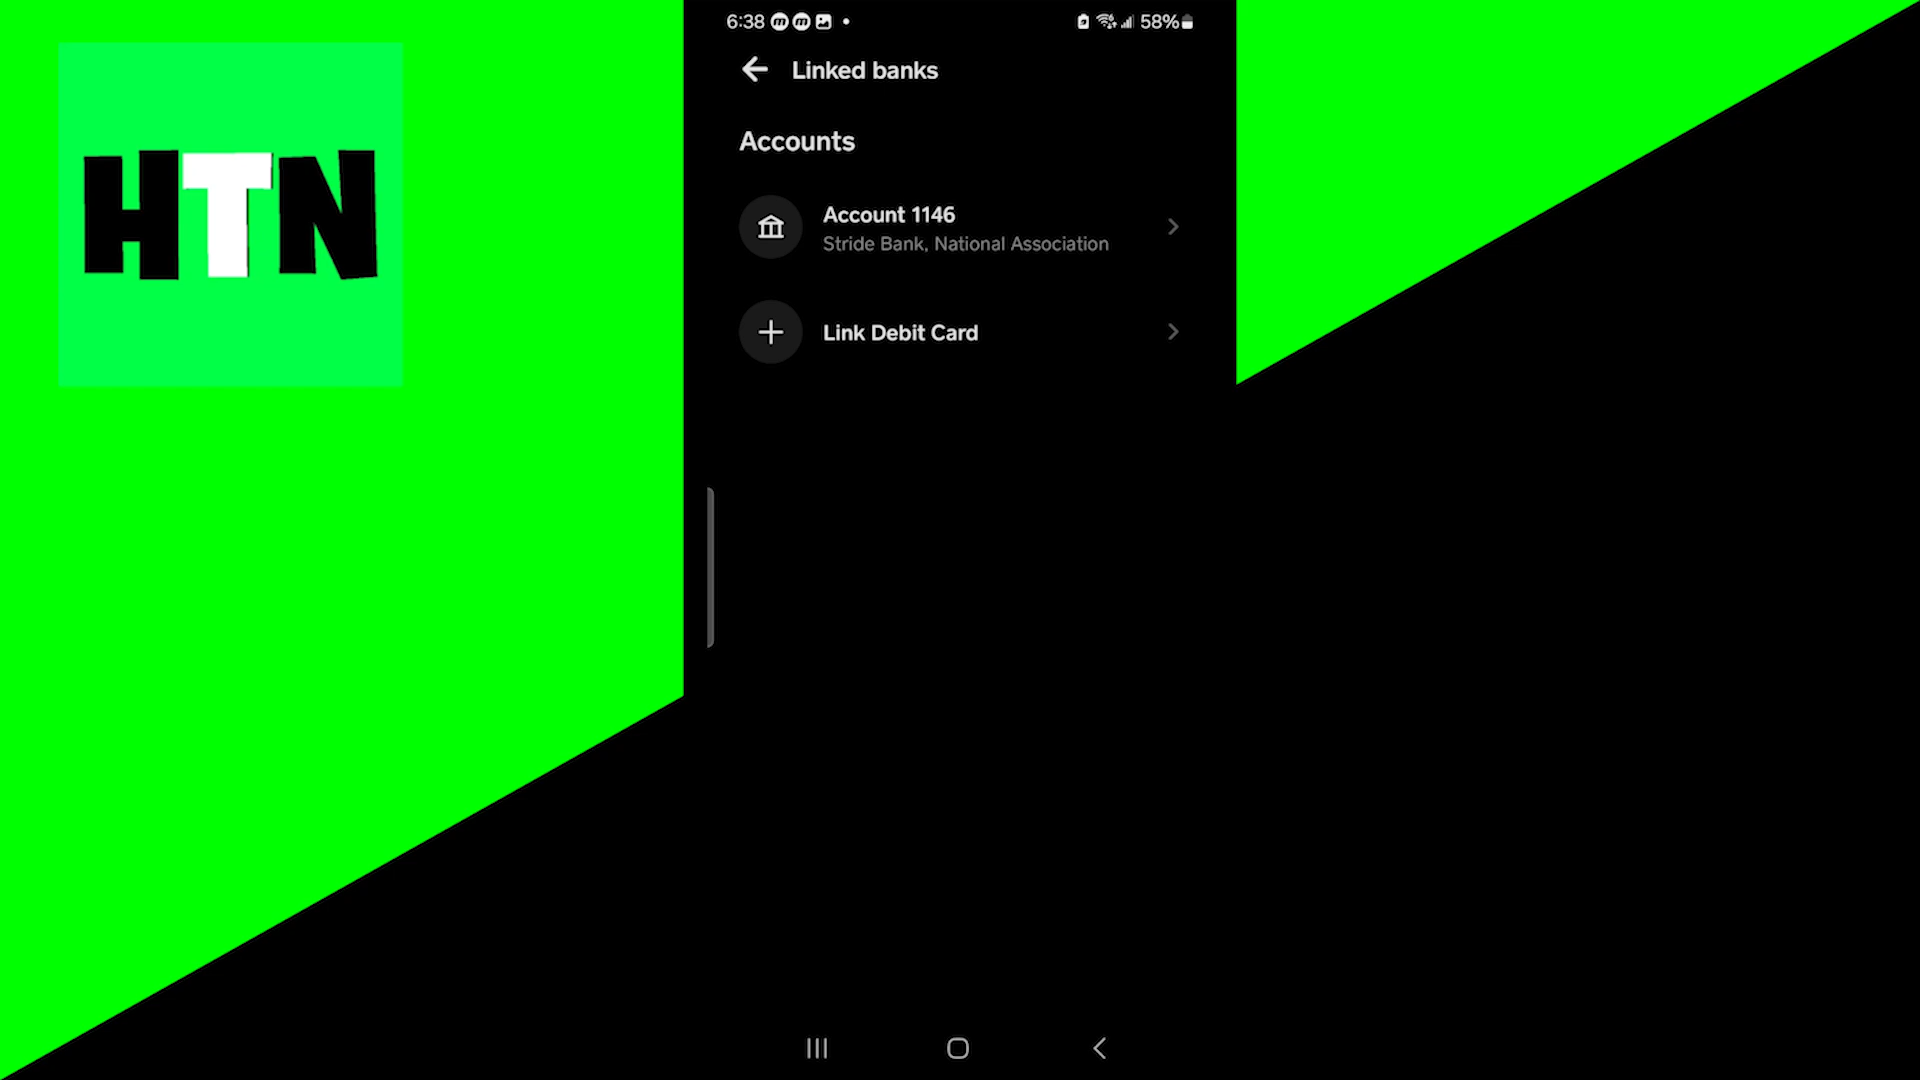 HTN
6:38
58%
Linked banks
Accounts
Account 1146
Stride Bank, National Association
Link Debit Card